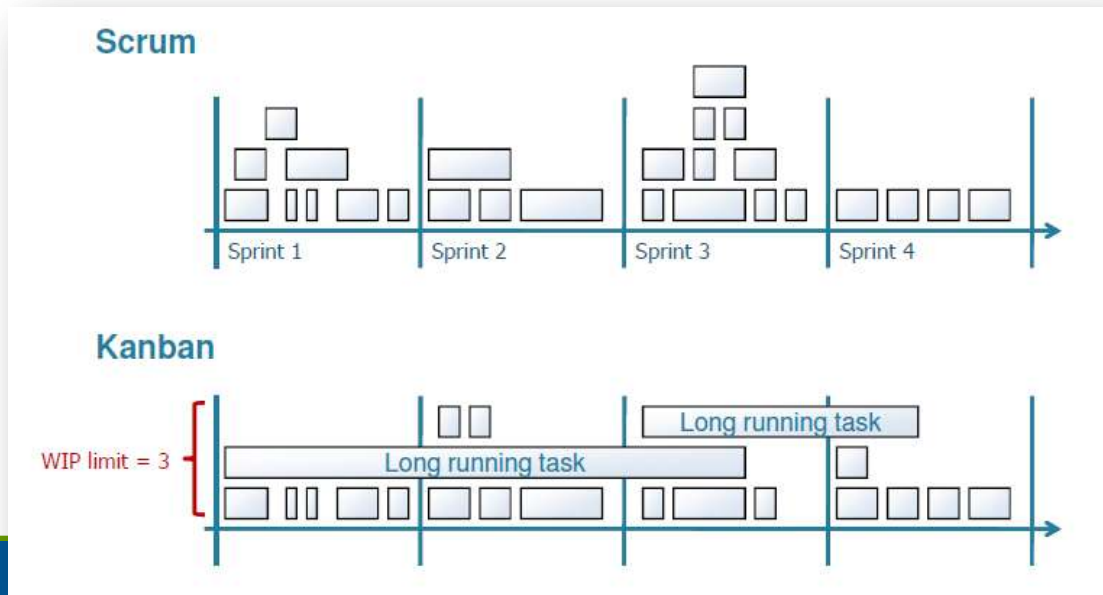 Scrum
Sprint 1
Sprint 2
Sprint 3
Sprint 4
Kanban
Long running task
WIP limit = 3
Long running task